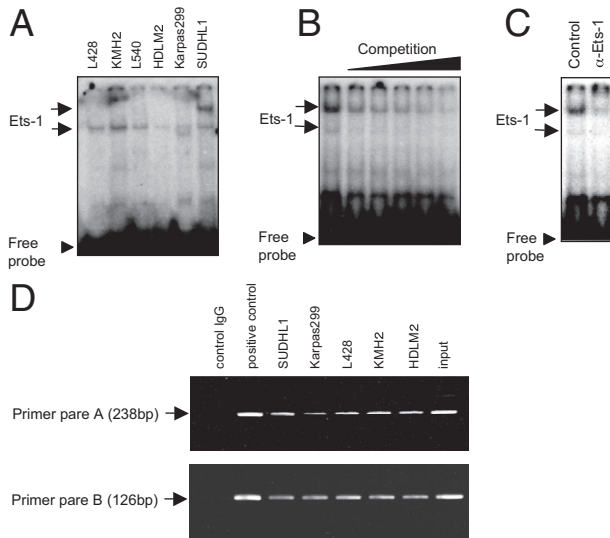 A
L428
KMH2
L540
HDLM2
Karpas299
SUDHL1
Ets-1
Free
probe
B
Competition
Ets-1
Free
probe
C
Control
α-Ets-1
Ets-1
Free
probe
D
control IgG
positive control
SUDHL1
Karpas299
L428
KMH2
HDLM2
input
Primer pare A (238bp)
Primer pare B (126bp)